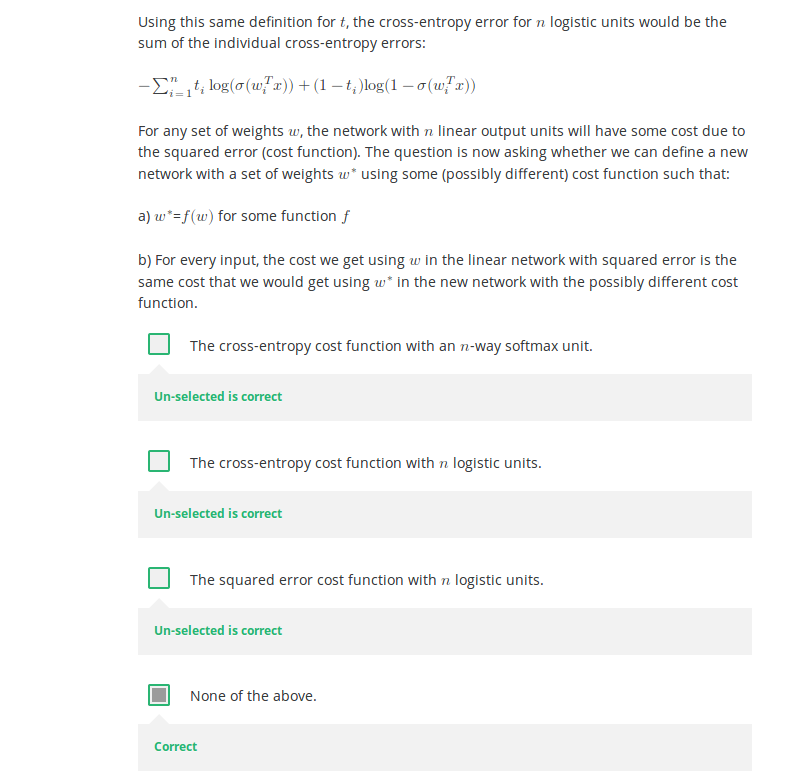 Using this same definition for t, the cross-entropy error for n logistic units would be the
sum of the individual cross-entropy errors:
−∑ⁿᵢ₌₁ tᵢ log(σ(wᵢᵀx)) + (1 − tᵢ)log(1 − σ(wᵢᵀx))
For any set of weights w, the network with n linear output units will have some cost due to
the squared error (cost function). The question is now asking whether we can define a new
network with a set of weights w* using some (possibly different) cost function such that:
a) w*=f(w) for some function f
b) For every input, the cost we get using w in the linear network with squared error is the
same cost that we would get using w* in the new network with the possibly different cost
function.
The cross-entropy cost function with an n-way softmax unit.
Un-selected is correct
The cross-entropy cost function with n logistic units.
Un-selected is correct
The squared error cost function with n logistic units.
Un-selected is correct
None of the above.
Correct